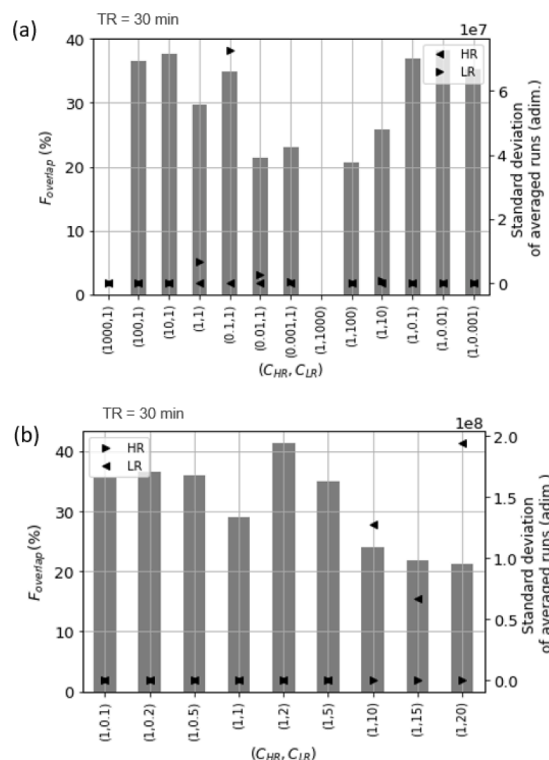 (a)
TR = 30 min
1e7
HR
LR
40
30
20
10
0
F_overlap (%)
6
4
2
0
Standard deviation
of averaged runs (adim.)
(1000,1)
(100,1)
(10,1)
(1,1)
(0.1,1)
(0.01,1)
(0.001,1)
(1,1000)
(1,100)
(1,10)
(1,0.1)
(1,0.01)
(1,0.001)
(C_HR, C_LR)
(b)
TR = 30 min
1e8
HR
LR
40
30
20
10
0
F_overlap (%)
2.0
1.5
1.0
0.5
0.0
Standard deviation
of averaged runs (adim.)
(1,0.1)
(1,0.2)
(1,0.5)
(1,1)
(1,2)
(1,5)
(1,10)
(1,15)
(1,20)
(C_HR, C_LR)